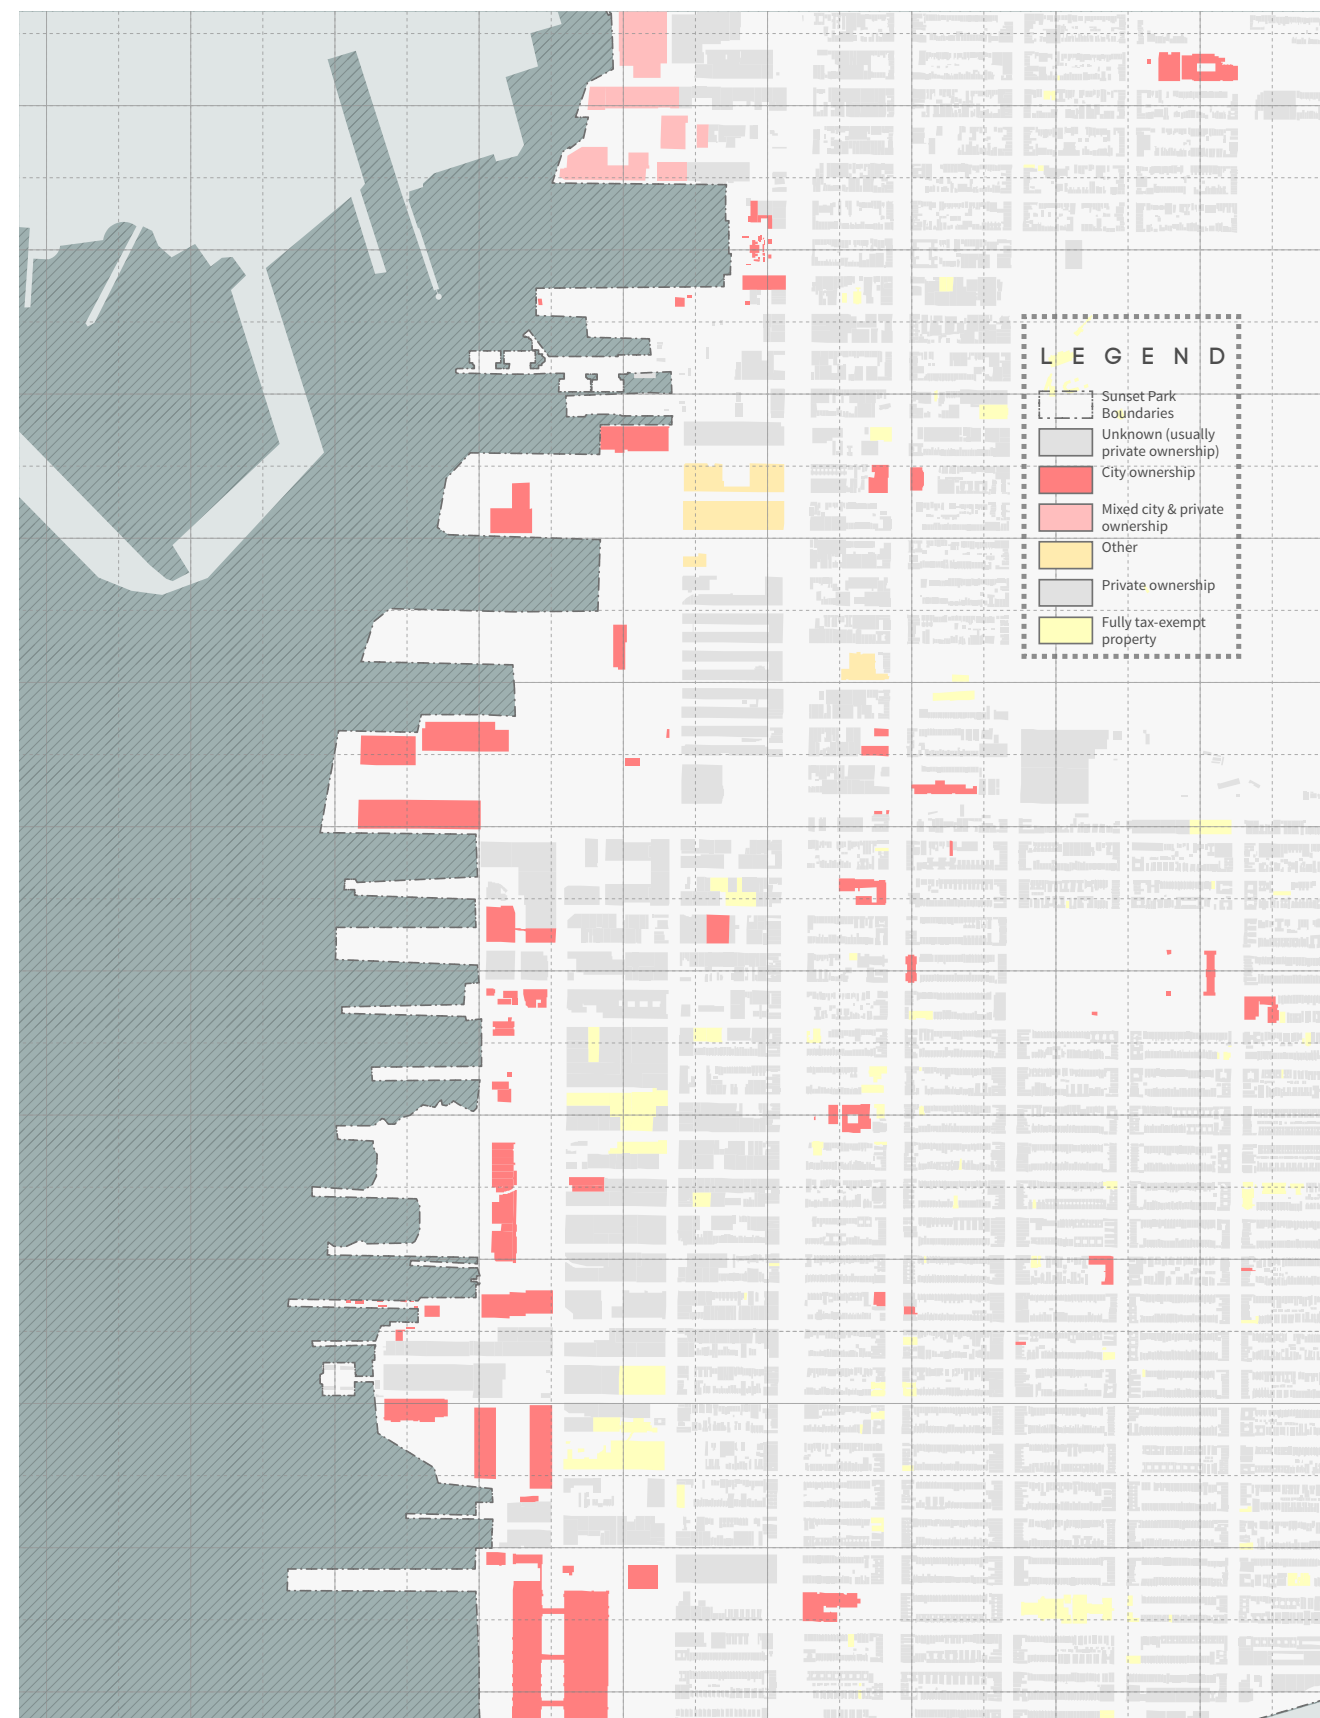 L E G E N D
Sunset Park
Boundaries
Unknown (usually
private ownership)
City ownership
Mixed city & private
ownership
Other
Private ownership
Fully tax-exempt
property